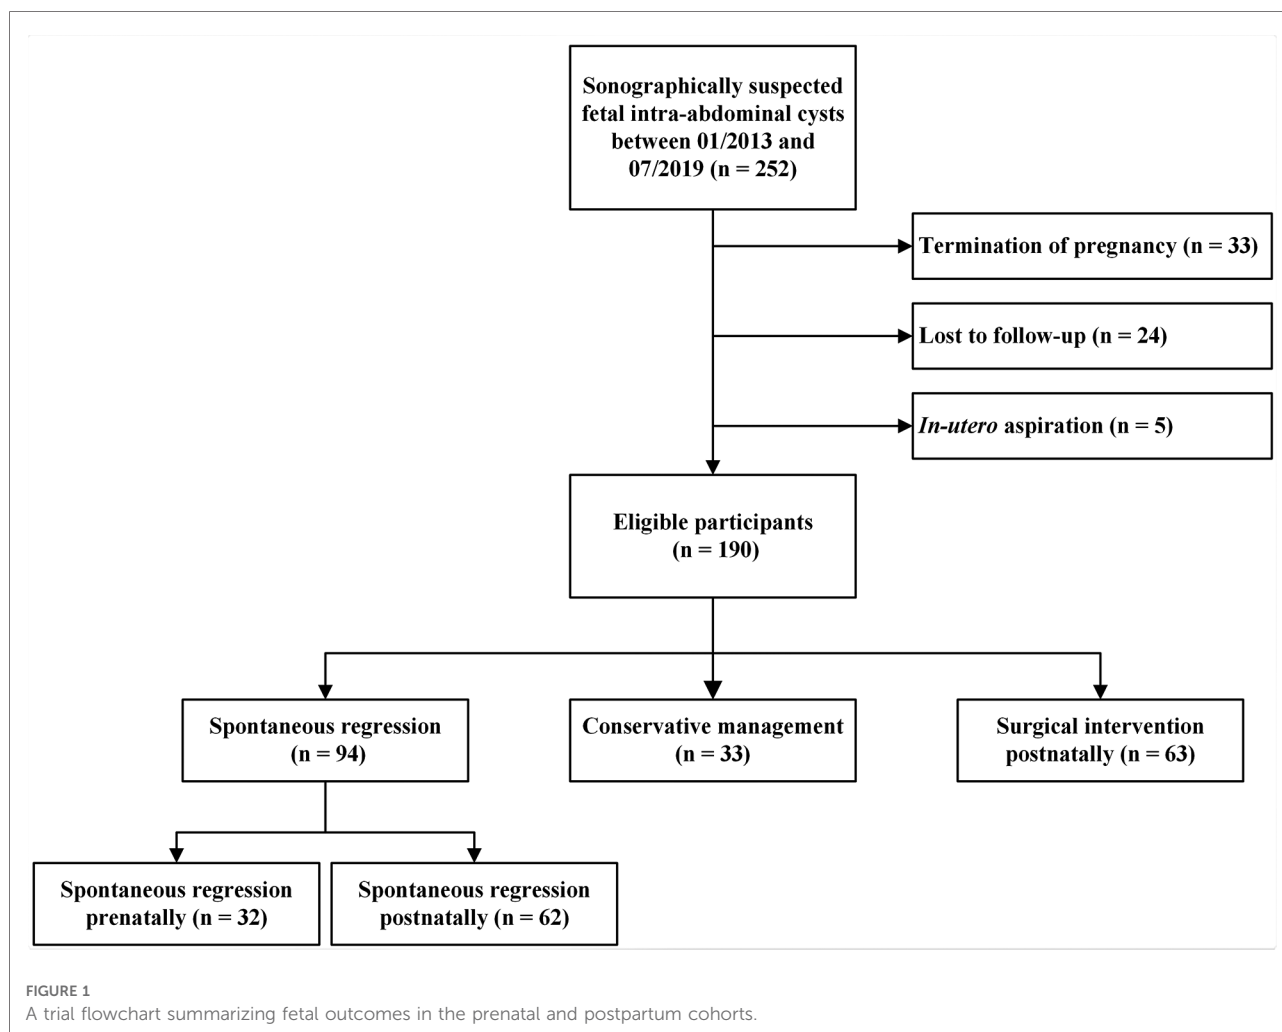 Sonographically suspected
fetal intra-abdominal cysts
between 01/2013 and
07/2019 (n = 252)
Termination of pregnancy (n = 33)
Lost to follow-up (n = 24)
In-utero aspiration (n = 5)
Eligible participants
(n = 190)
Spontaneous regression
(n = 94)
Conservative management
(n = 33)
Surgical intervention
postnatally (n = 63)
Spontaneous regression
prenatally (n = 32)
Spontaneous regression
postnatally (n = 62)
FIGURE 1
A trial flowchart summarizing fetal outcomes in the prenatal and postpartum cohorts.